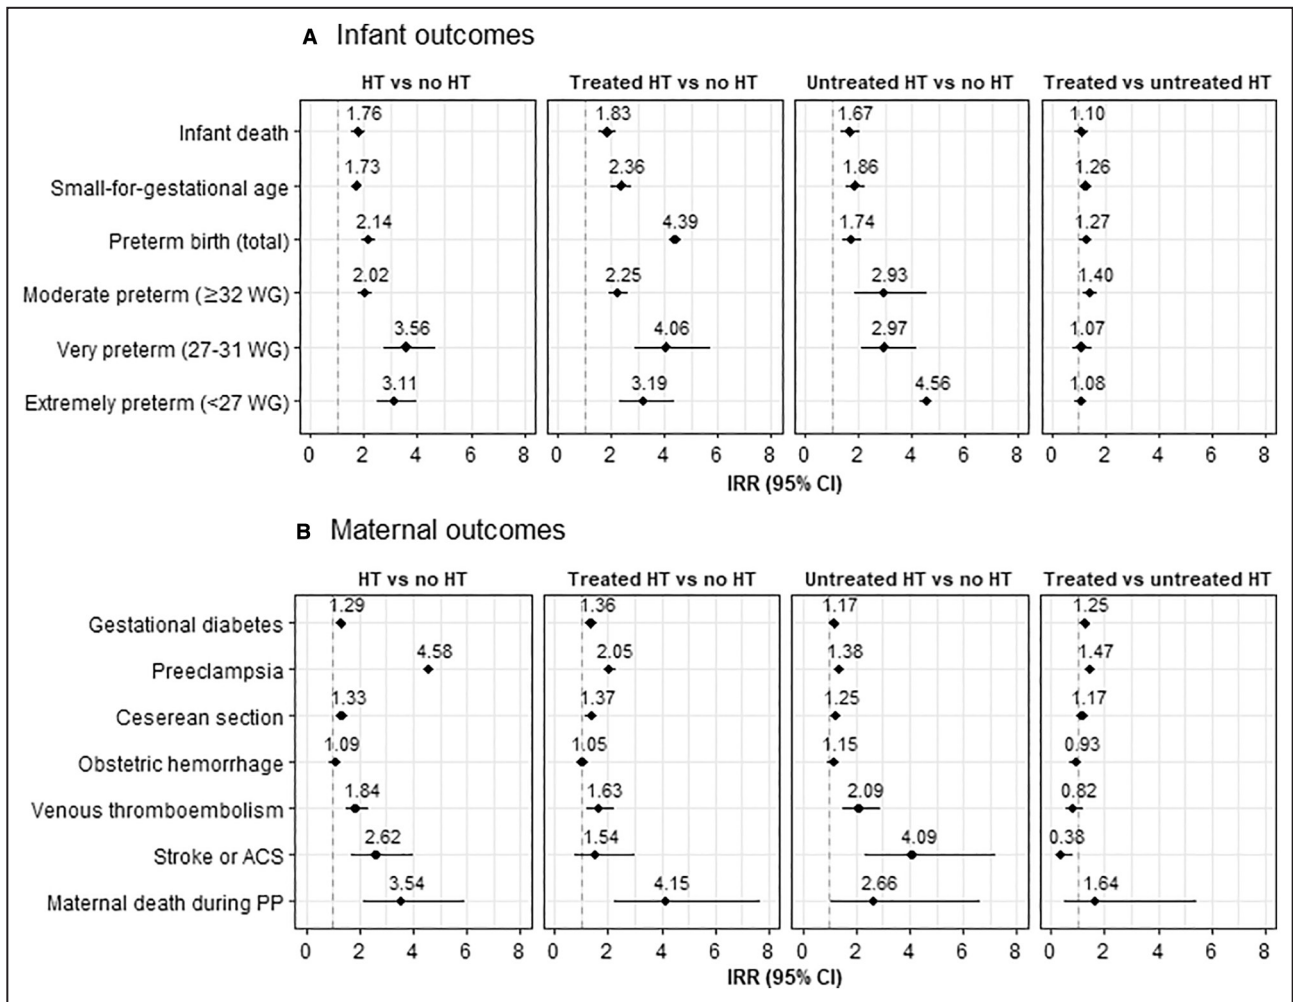 A Infant outcomes
HT vs no HT Treated HT vs no HT Untreated HT vs no HT Treated vs untreated HT
Infant death 1.76 1.83 1.67 1.10
Small-for-gestational age 1.73 2.36 1.86 1.26
Preterm birth (total) 2.14 4.39 1.74 1.27
Moderate preterm (≥32 WG) 2.02 2.25 2.93 1.40
Very preterm (27-31 WG) 3.56 4.06 2.97 1.07
Extremely preterm (<27 WG) 3.11 3.19 4.56 1.08
0 2 4 6 8 0 2 4 6 8 0 2 4 6 8 0 2 4 6 8
IRR (95% CI)
B Maternal outcomes
HT vs no HT Treated HT vs no HT Untreated HT vs no HT Treated vs untreated HT
Gestational diabetes 1.29 1.36 1.17 1.25
Preeclampsia 4.58 2.05 1.38 1.47
Ceserean section 1.33 1.37 1.25 1.17
Obstetric hemorrhage 1.09 1.05 1.15 0.93
Venous thromboembolism 1.84 1.63 2.09 0.82
Stroke or ACS 2.62 1.54 4.09 0.38
Maternal death during PP 3.54 4.15 2.66 1.64
0 2 4 6 8 0 2 4 6 8 0 2 4 6 8 0 2 4 6 8
IRR (95% CI)